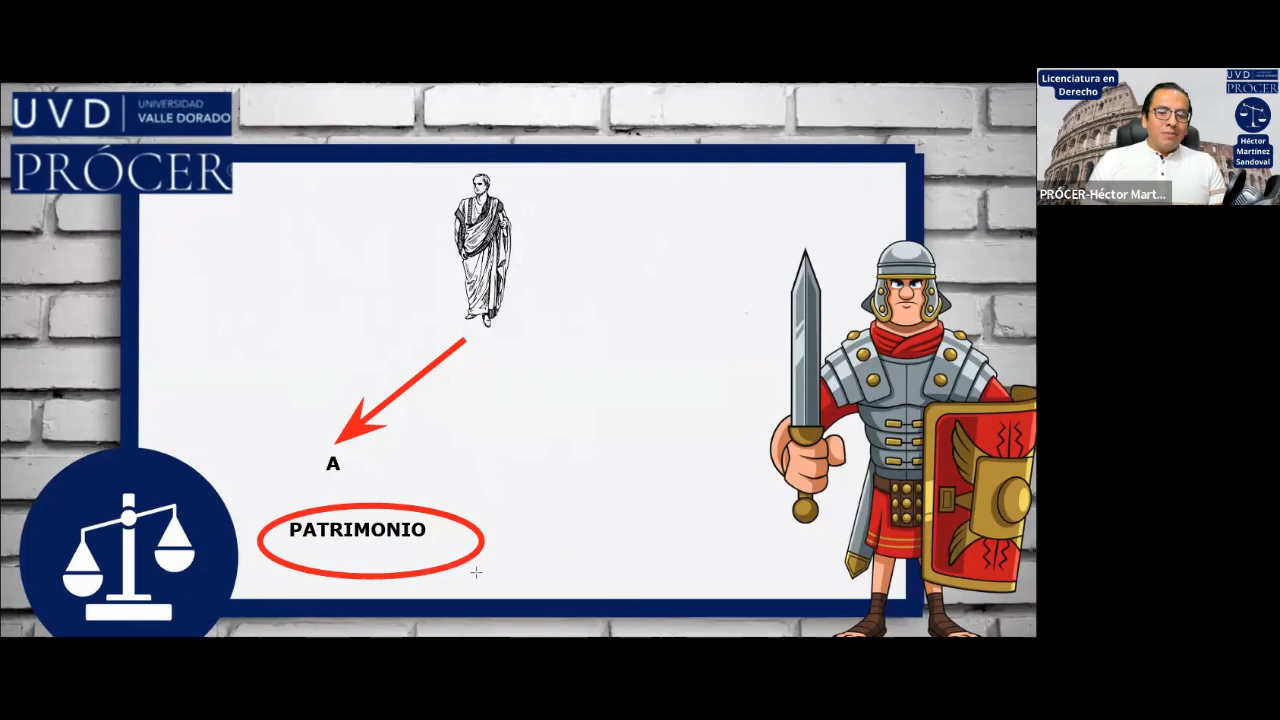 UVD
UNIVERSIDAD
VALLE DORADO
PRÓCER
A
PATRIMONIO
Licenciatura en
Derecho
UVD
PRÓCER
Héctor
Martínez
Sandoval
PRÓCER-Héctor Mart...